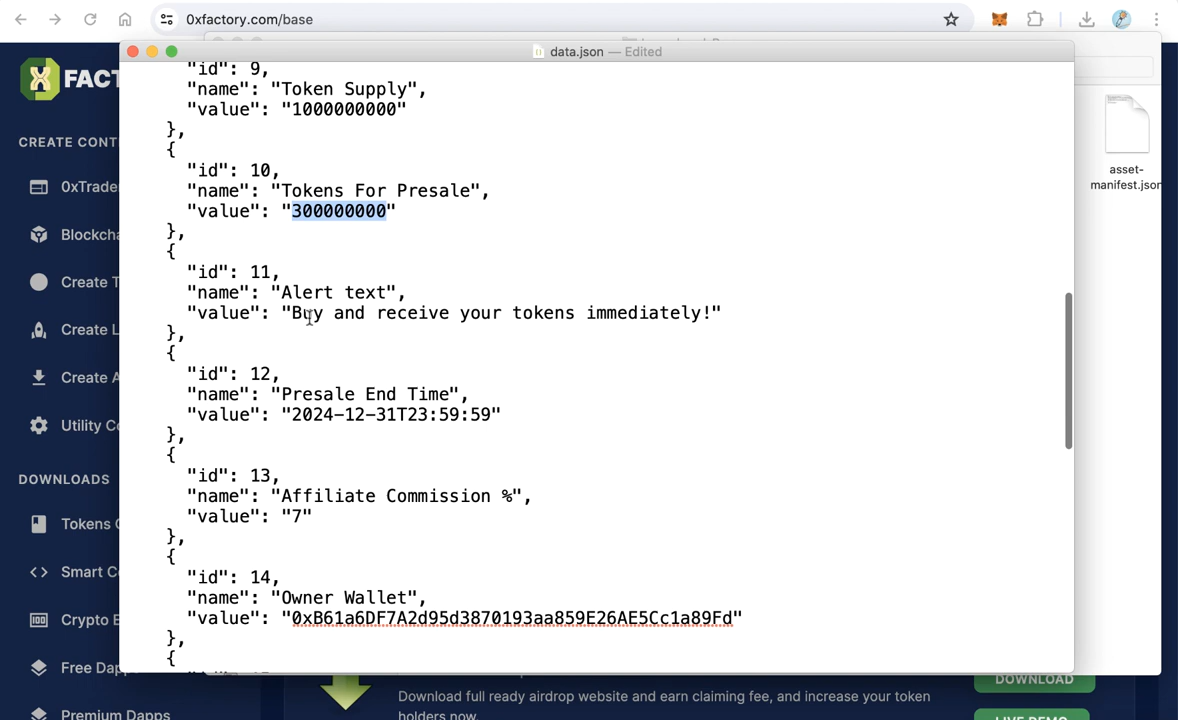 0xfactory.com/base
data.json — Edited
FACT
CREATE CONT
0xTrade
Blockcha
Create T
Create L
Create A
Utility Co
DOWNLOADS
Tokens
Smart Co
Crypto E
Free Dapp
Premium Dapps
"id": 9,
"name": "Token Supply",
"value": "1000000000"
},
{
"id": 10,
"name": "Tokens For Presale",
"value": "300000000"
},
{
"id": 11,
"name": "Alert text",
"value": "Buy and receive your tokens immediately!"
},
{
"id": 12,
"name": "Presale End Time",
"value": "2024-12-31T23:59:59"
},
{
"id": 13,
"name": "Affiliate Commission %",
"value": "7"
},
{
"id": 14,
"name": "Owner Wallet",
"value": "0xB61a6DF7A2d95d3870193aa859E26AE5Cc1a89Fd"
},
{
asset-
manifest.json
Download full ready airdrop website and earn claiming fee, and increase your token
holders now.
DOWNLOAD
LIVE DEMO